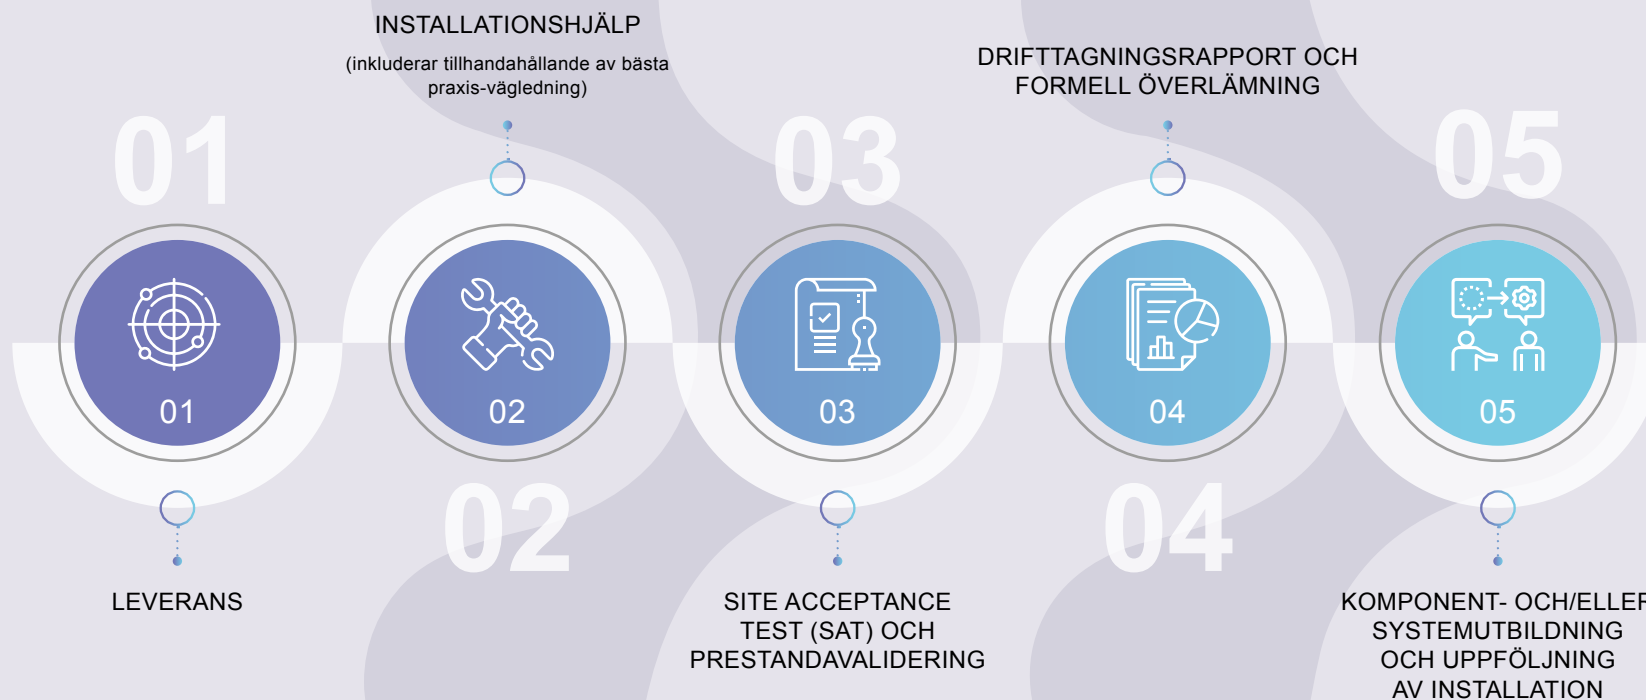 01
01
LEVERANS
INSTALLATIONSHJÄLP
(inkluderar tillhandahållande av bästa
praxis-vägledning)
02
02
03
03
SITE ACCEPTANCE
TEST (SAT) OCH
PRESTANDAVALIDERING
DRIFTTAGNINGSRAPPORT OCH
FORMELL ÖVERLÄMNING
04
04
05
05
KOMPONENT- OCH/ELLER
SYSTEMUTBILDNING
OCH UPPFÖLJNING
AV INSTALLATION